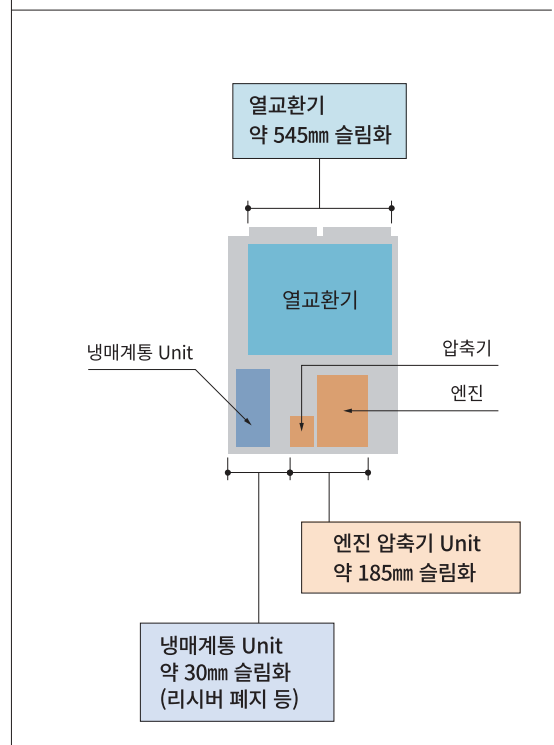 열교환기
약 545mm 슬림화
열교환기
냉매계통 Unit
압축기
엔진
엔진 압축기 Unit
약 185mm 슬림화
냉매계통 Unit
약 30mm 슬림화
(리시버 폐지 등)